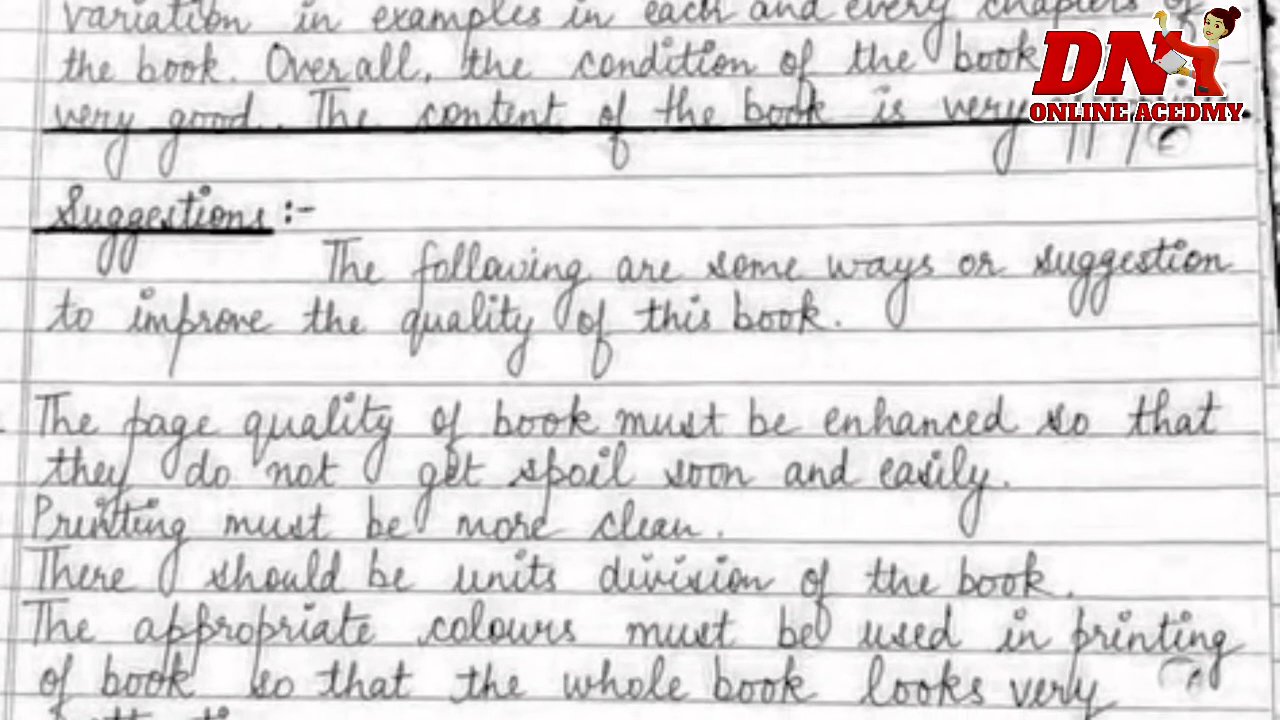 variation in examples in each and every chapters of
the book. Overall, the condition of the book
very good. Th content of the book is very
DN
ONLINE ACEDMY
Suggestions :-
The following are some ways or suggestion
to improve the quality of this book.
The page quality of book must be enhanced so that
they do not get spoil soon and easily.
Printing must be more clean.
There should be units division of the book.
The appropriate colours must be used in printing
of book so that the whole book looks very